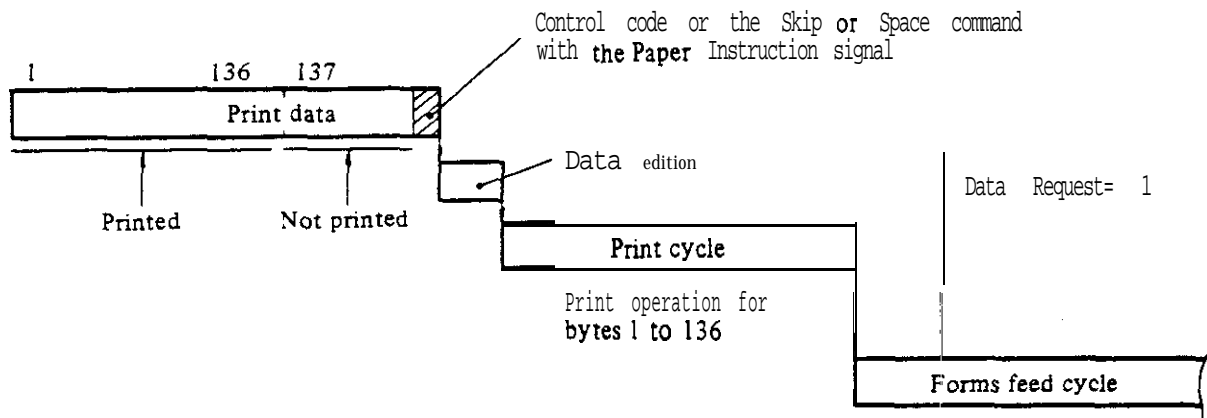 Control code or the Skip or Space command
with the Paper Instruction signal
1 136 137
Print data
Data edition
Data Request= 1
Printed Not printed
Print cycle
Print operation for
bytes 1 to 136
Forms feed cycle